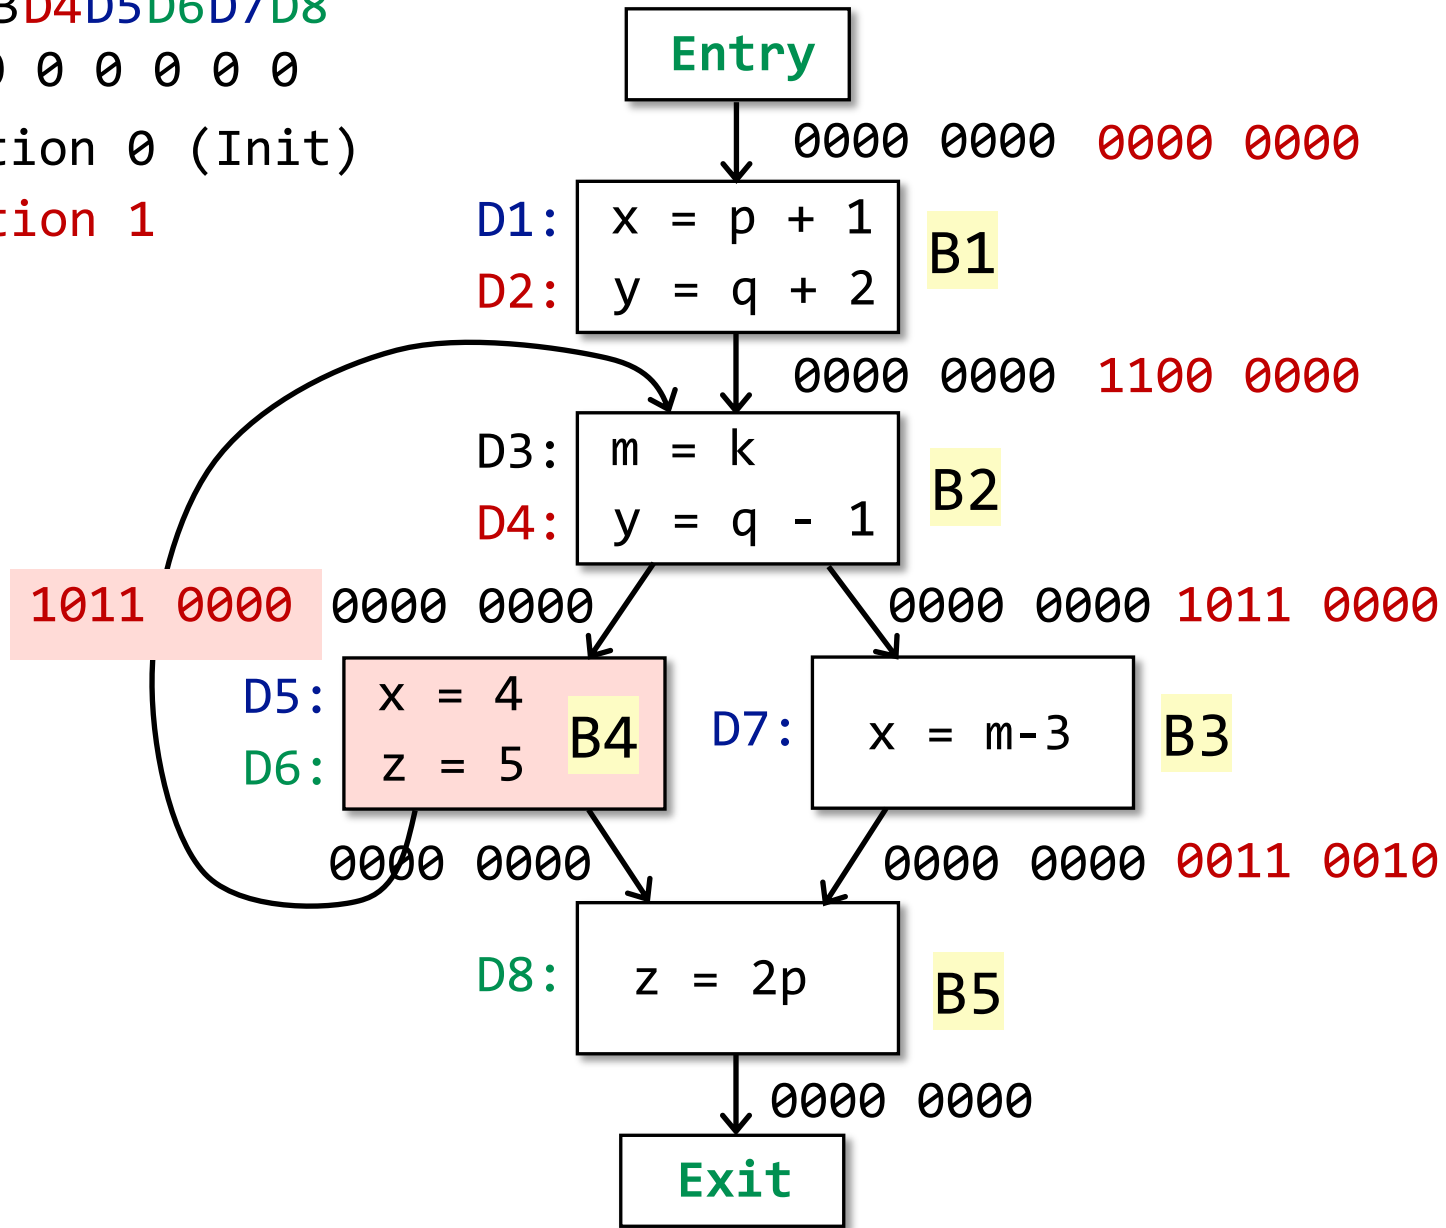 3D4D5D6D7D8
0 0 0 0 0 0
tion 0 (Init)
tion 1
Entry
0000 0000 0000 0000
D1: x = p + 1
D2: y = q + 2
B1
0000 0000 1100 0000
D3: m = k
D4: y = q - 1
B2
1011 0000 0000 0000
0000 0000 1011 0000
D5: x = 4
D6: z = 5
B4
D7: x = m-3
B3
0000 0000
0000 0000 0011 0010
D8: z = 2p
B5
0000 0000
Exit